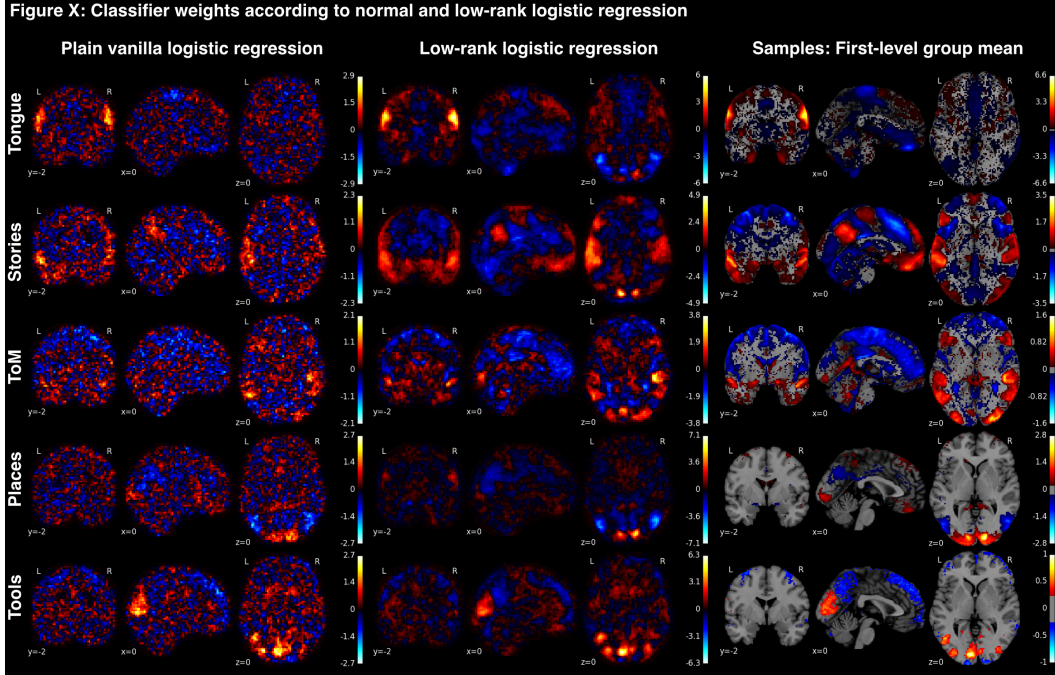 Figure X: Classifier weights according to normal and low-rank logistic regression
Plain vanilla logistic regression
Low-rank logistic regression
Samples: First-level group mean
Tongue
L R L R
2.9
1.5
0
-1.5
-2.9
y=-2 x=0 z=0
L R L R
y=-2 x=0 z=0
L R L R
6
3
0
-3
-6
y=-2 x=0 z=0
6.6
3.3
0
-3.3
-6.6
Stories
L R L R
2.3
1.1
0
-1.1
-2.3
y=-2 x=0 z=0
L R L R
4.9
2.4
0
-2.4
-4.9
y=-2 x=0 z=0
L R L R
3.5
1.7
0
-1.7
-3.5
y=-2 x=0 z=0
ToM
L R L R
2.1
1.1
0
-1.1
-2.1
y=-2 x=0 z=0
L R L R
3.8
1.9
0
-1.9
-3.8
y=-2 x=0 z=0
L R L R
1.6
0.82
0
-0.82
-1.6
y=-2 x=0 z=0
Places
L R L R
2.7
1.4
0
-1.4
-2.7
y=-2 x=0 z=0
L R L R
7.1
3.6
0
-3.6
-7.1
y=-2 x=0 z=0
L R L R
2.8
1.4
0
-1.4
-2.8
y=-2 x=0 z=0
Tools
L R L R
2.7
1.4
0
-1.4
-2.7
y=-2 x=0 z=0
L R L R
6.3
3.1
0
-3.1
-6.3
y=-2 x=0 z=0
L R L R
1
0.5
0
-0.5
-1
y=-2 x=0 z=0